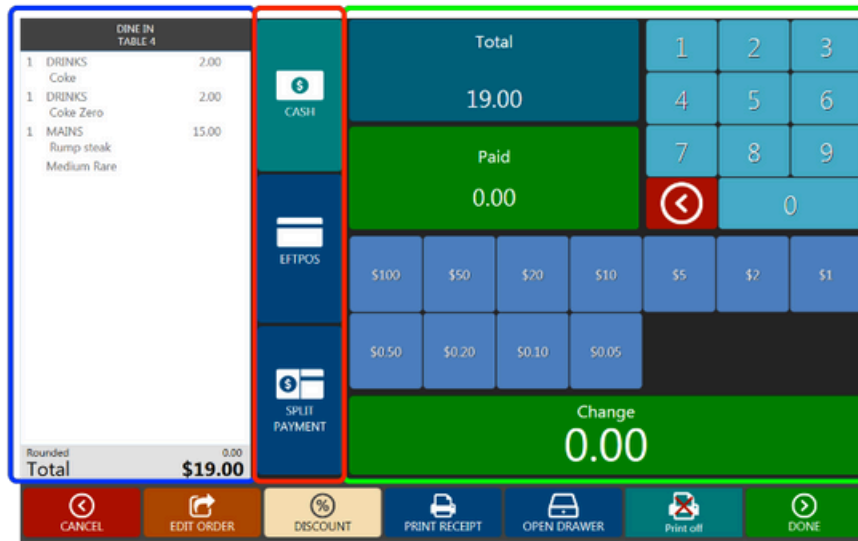 DINE IN
TABLE 4
1 DRINKS 2.00
Coke
1 DRINKS 2.00
Coke Zero
1 MAINS 15.00
Rump steak
Medium Rare
Rounded 0.00
Total $19.00
CASH
EFTPOS
SPLIT
PAYMENT
Total
19.00
Paid
0.00
1 2 3
4 5 6
7 8 9
0
$100 $50 $20 $10 $5 $2 $1
$0.50 $0.20 $0.10 $0.05
Change
0.00
CANCEL EDIT ORDER DISCOUNT PRINT RECEIPT OPEN DRAWER Print off DONE